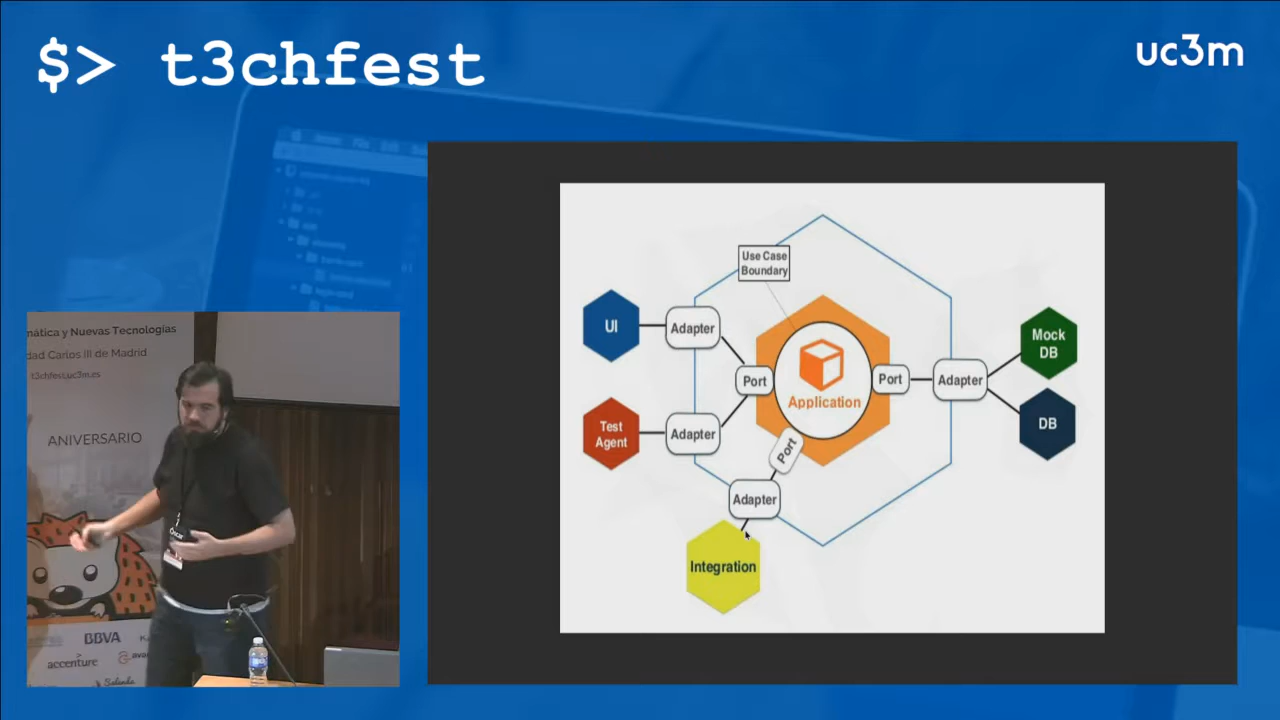 $> t3chfest
uc3m
Use Case
Boundary
UI
Adapter
Mock
DB
Port
Application
Port
Adapter
DB
Test
Agent
Adapter
Port
Adapter
Integration
mática y Nuevas Tecnologías
dad Carlos III de Madrid
t3chfest.uc3m.es
ANIVERSARIO
BBVA
accenture